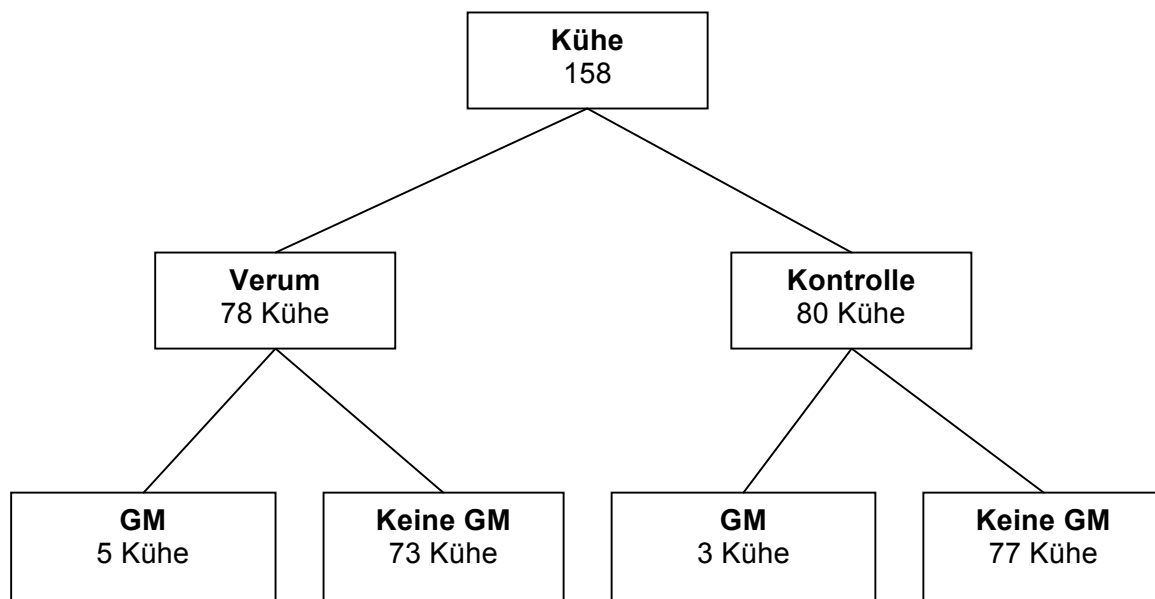 Kühe
158
Verum
78 Kühe
Kontrolle
80 Kühe
GM
5 Kühe
Keine GM
73 Kühe
GM
3 Kühe
Keine GM
77 Kühe